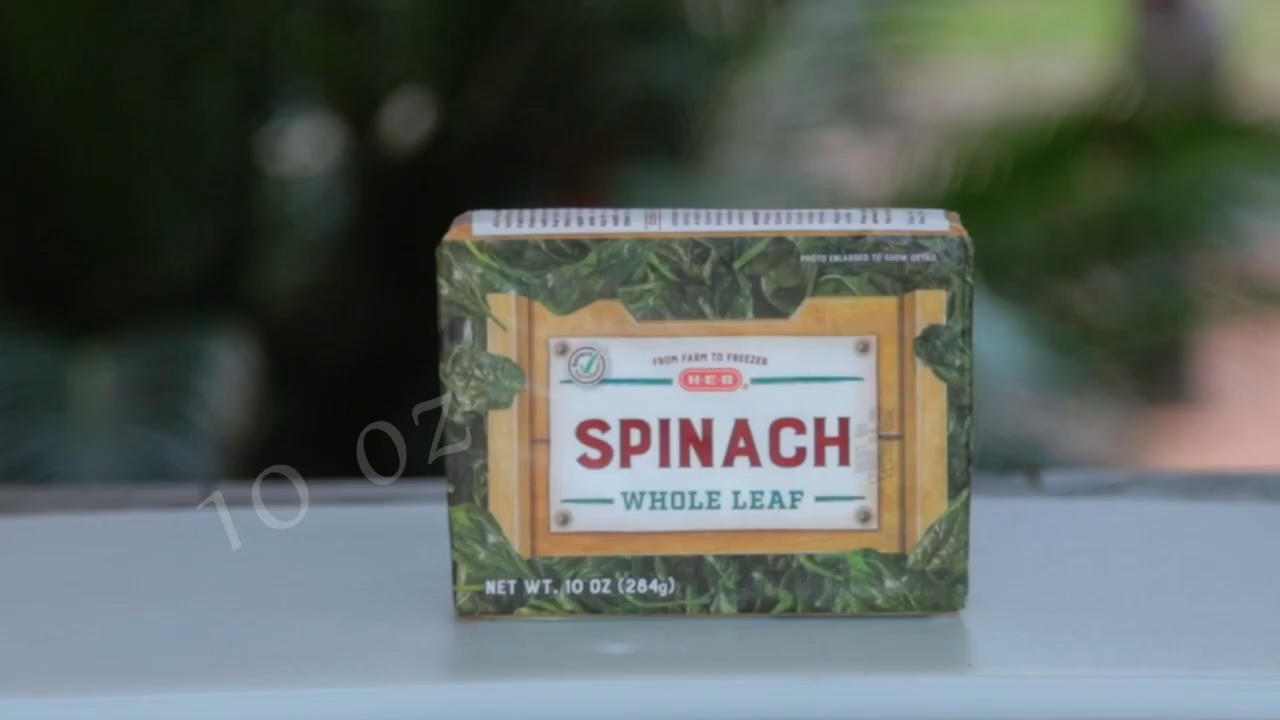 PHOTO ENLARGED TO SHOW DETAIL
FROM FARM TO FREEZER
H-E-B
SPINACH
WHOLE LEAF
10 OZ
NET WT. 10 OZ (284g)